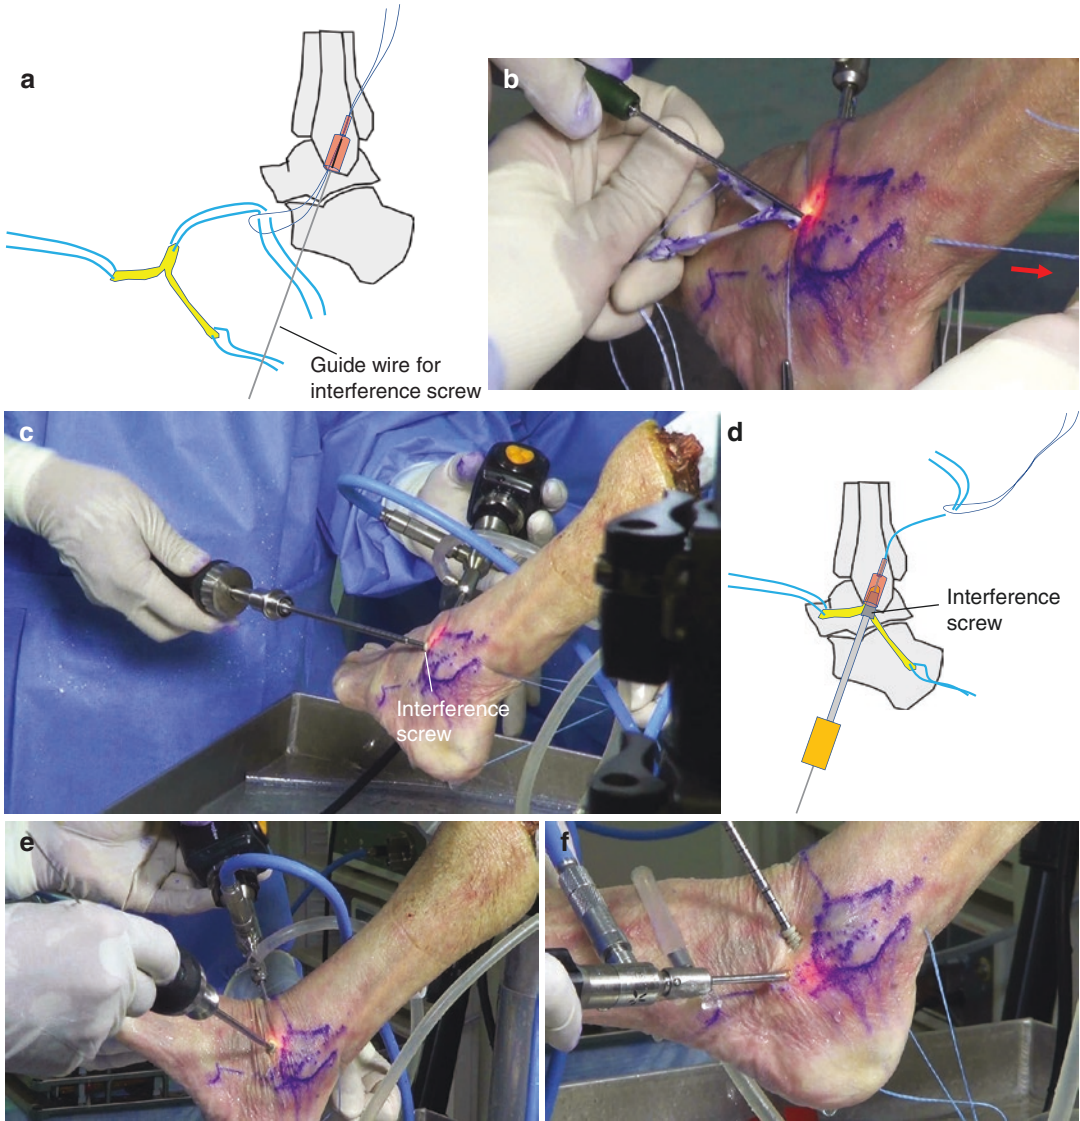 a
b
Guide wire for
interference screw
c
Interference
screw
d
Interference
screw
e
f